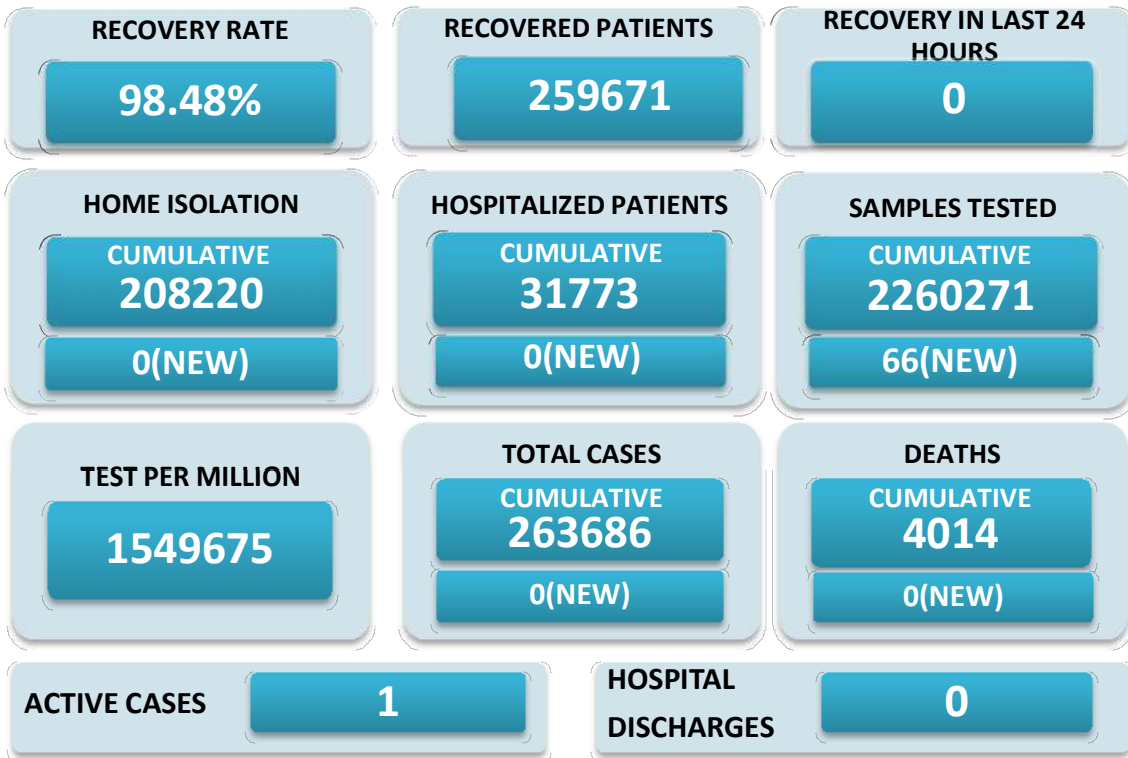 RECOVERY RATE
98.48%
RECOVERED PATIENTS
259671
RECOVERY IN LAST 24
HOURS
0
HOME ISOLATION
CUMULATIVE
208220
0(NEW)
HOSPITALIZED PATIENTS
CUMULATIVE
31773
0(NEW)
SAMPLES TESTED
CUMULATIVE
2260271
66(NEW)
TEST PER MILLION
1549675
TOTAL CASES
CUMULATIVE
263686
0(NEW)
DEATHS
CUMULATIVE
4014
0(NEW)
ACTIVE CASES
1
HOSPITAL
DISCHARGES
0